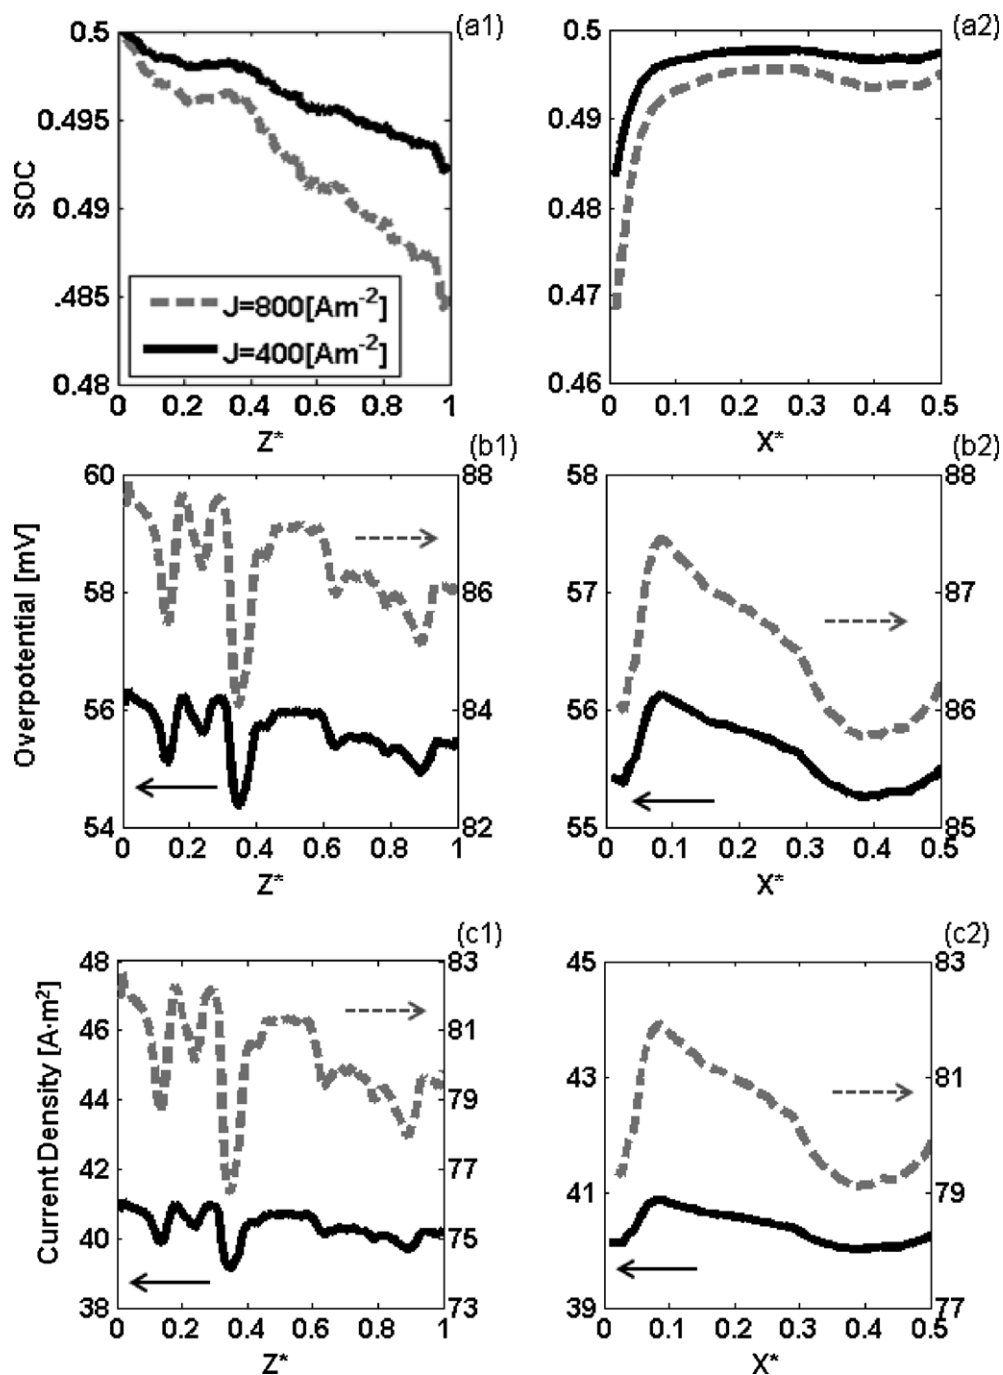 (a1)
0.5
0.495
0.49
.485
0.48
SOC
J=800[Am-2]
J=400[Am-2]
0 0.2 0.4 0.6 0.8 1
Z*
(a2)
0.5
0.49
0.48
0.47
0.46
0 0.1 0.2 0.3 0.4 0.5
X*
(b1)
60
58
56
54
Overpotential [mV]
88
86
84
82
0 0.2 0.4 0.6 0.8 1
Z*
(b2)
58
57
56
55
88
87
86
85
0 0.1 0.2 0.3 0.4 0.5
X*
(c1)
48
46
44
42
40
38
Current Density [A·m2]
83
81
79
77
75
73
0 0.2 0.4 0.6 0.8 1
Z*
(c2)
45
43
41
39
83
81
79
77
0 0.1 0.2 0.3 0.4 0.5
X*